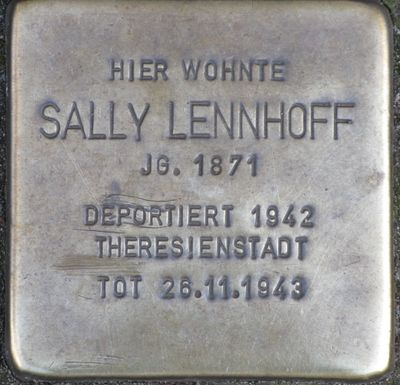 HIER WOHNTE
SALLY LENNHOFF
JG. 1871
DEPORTIERT 1942
THERESIENSTADT
TOT 26.11.1943